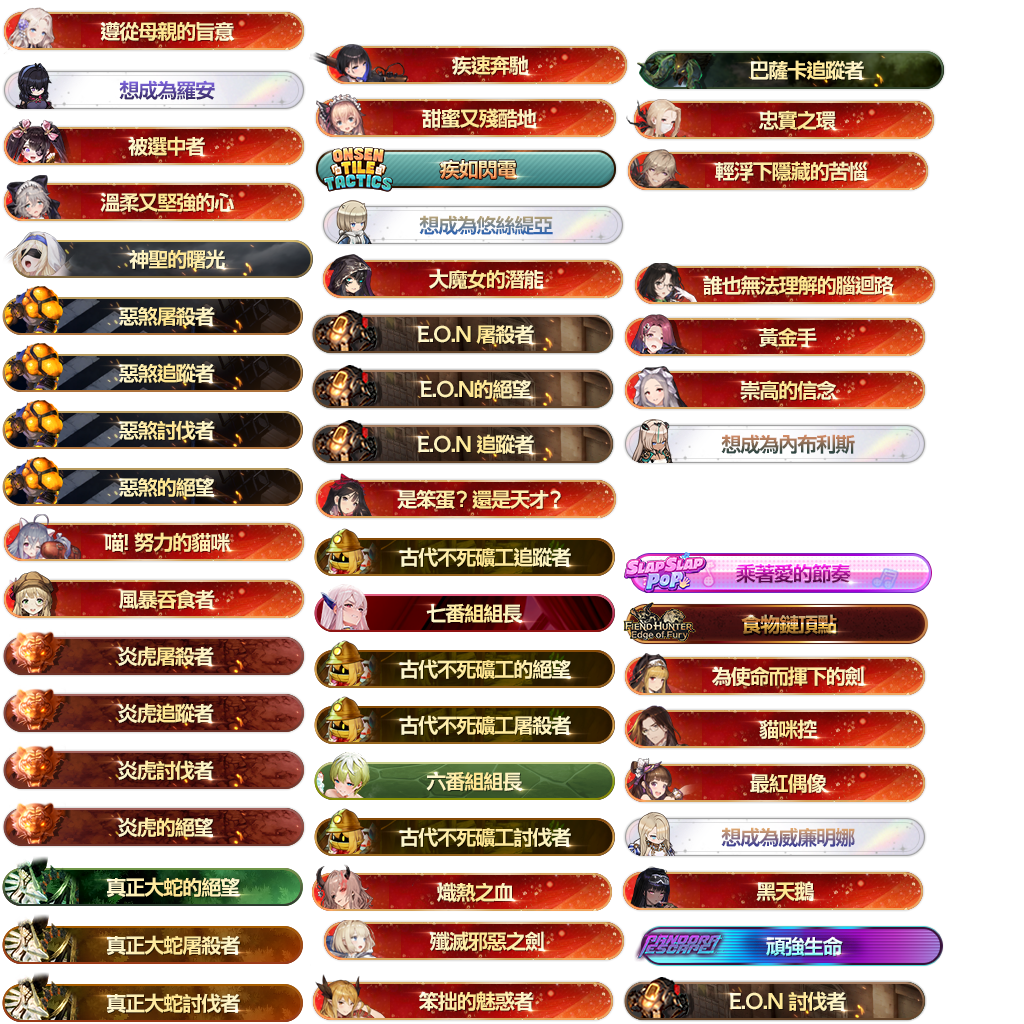 遵從母親的旨意
想成為羅安
被選中者
溫柔又堅強的心
神聖的曙光
惡煞屠殺者
惡煞追蹤者
惡煞討伐者
惡煞的絕望
喵! 努力的貓咪
風暴吞食者
炎虎屠殺者
炎虎追蹤者
炎虎討伐者
炎虎的絕望
真正大蛇的絕望
真正大蛇屠殺者
真正大蛇討伐者
疾速奔馳
甜蜜又殘酷地
ONSEN
TILE
TACTICS
疾如閃電
想成為悠絲緹亞
大魔女的潛能
E.O.N 屠殺者
E.O.N的絕望
E.O.N 追蹤者
是笨蛋? 還是天才?
古代不死礦工追蹤者
七番組組長
古代不死礦工的絕望
古代不死礦工屠殺者
六番組組長
古代不死礦工討伐者
熾熱之血
殲滅邪惡之劍
笨拙的魅惑者
巴薩卡追蹤者
忠實之環
輕浮下隱藏的苦惱
誰也無法理解的腦迴路
黃金手
崇高的信念
想成為內布利斯
SLAP SLAP
POP
乘著愛的節奏
FIEND HUNTER
Edge of Fury
食物鏈頂點
為使命而揮下的劍
貓咪控
最紅偶像
想成為威廉明娜
黑天鵝
PANDORA
ESCAPE
頑強生命
E.O.N 討伐者